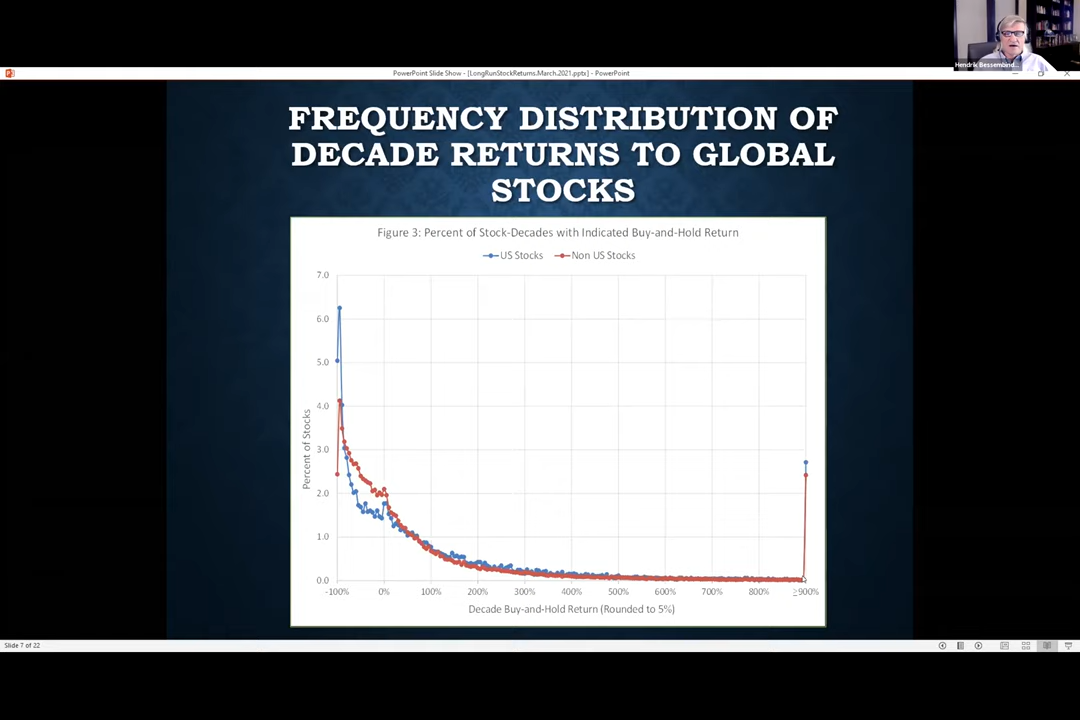 Hendrik Bessembind...
PowerPoint Slide Show - [LongRunStockReturns.March.2021.pptx] - PowerPoint
FREQUENCY DISTRIBUTION OF
DECADE RETURNS TO GLOBAL
STOCKS
Figure 3: Percent of Stock-Decades with Indicated Buy-and-Hold Return
US Stocks Non US Stocks
7.0
6.0
5.0
4.0
3.0
2.0
1.0
0.0
Percent of Stocks
-100% 0% 100% 200% 300% 400% 500% 600% 700% 800% ≥900%
Decade Buy-and-Hold Return (Rounded to 5%)
Slide 7 of 22